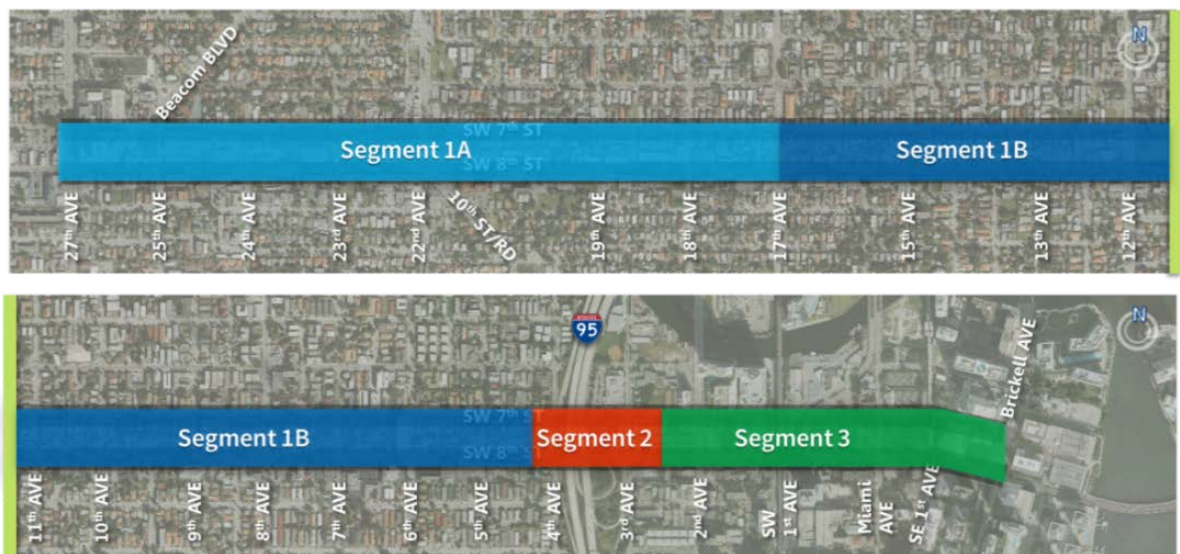 Beacom BLVD
N
SW 7th ST
Segment 1A
Segment 1B
SW 8th ST
27th AVE
25th AVE
24th AVE
23rd AVE
22nd AVE
10th ST/RD
19th AVE
18th AVE
17th AVE
15th AVE
13th AVE
12th AVE
95
N
Brickell AVE
SW 7th ST
Segment 1B
Segment 2
Segment 3
SW 8th ST
11th AVE
10th AVE
9th AVE
8th AVE
7th AVE
6th AVE
5th AVE
4th AVE
3rd AVE
2nd AVE
SW
1st AVE
Miami
AVE
SE 1st AVE